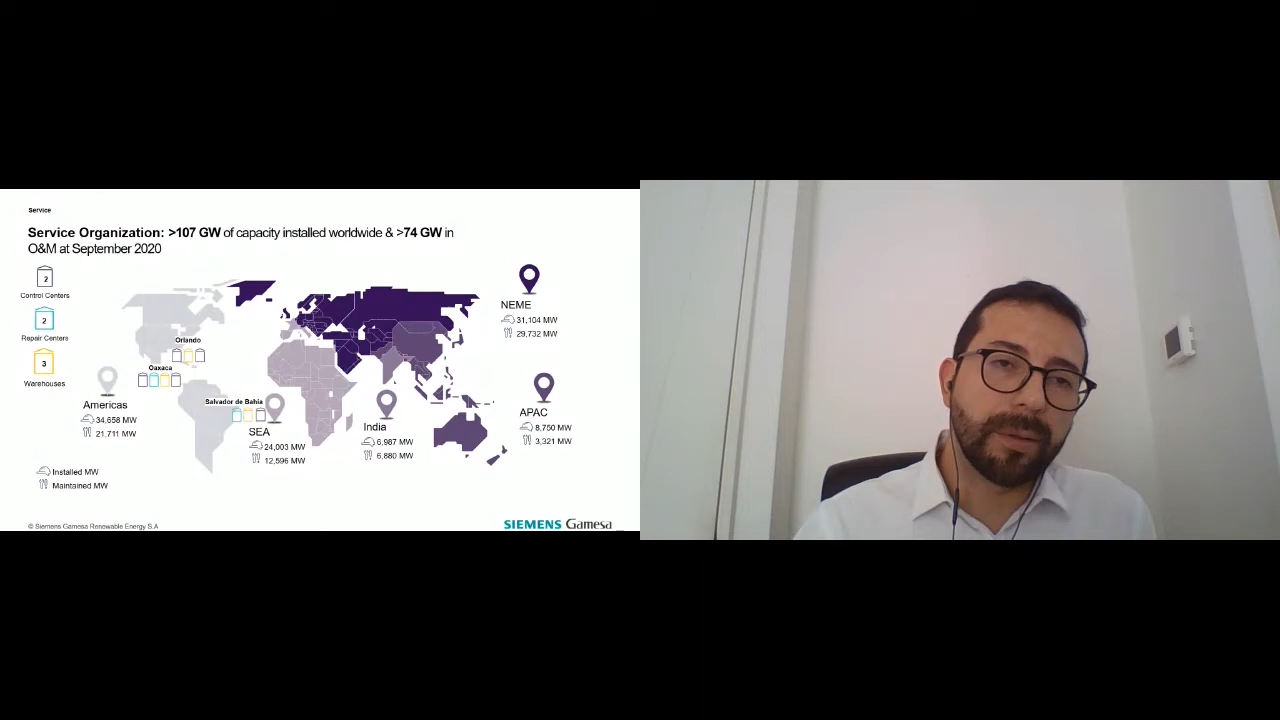 Service
Service Organization: >107 GW of capacity installed worldwide & >74 GW in
O&M at September 2020
2
Control Centers
2
Repair Centers
3
Warehouses
Orlando
Oaxaca
Americas
34,658 MW
21,711 MW
Salvador de Bahía
SEA
24,003 MW
12,596 MW
India
6,987 MW
6,880 MW
NEME
31,104 MW
29,732 MW
APAC
8,750 MW
3,321 MW
Installed MW
Maintained MW
© Siemens Gamesa Renewable Energy S.A
SIEMENS Gamesa